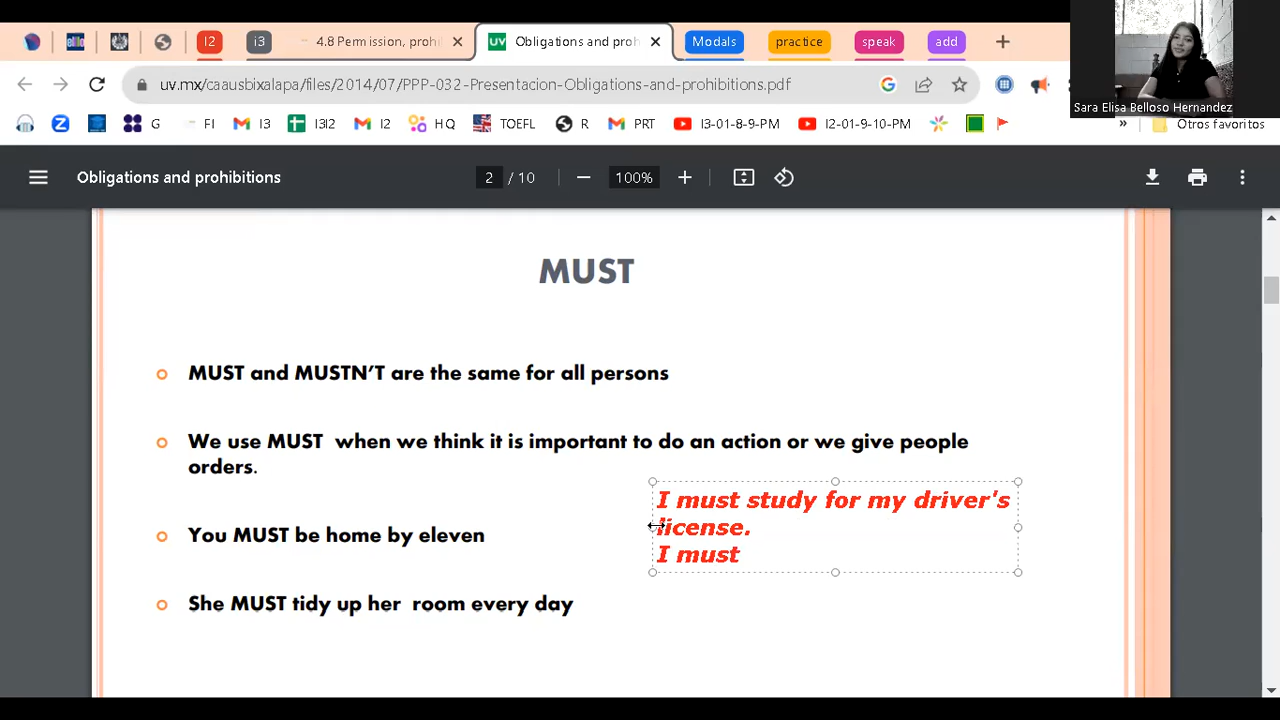 I2
i3
4.8 Perm ission, prohi
Obligations and proh
Modals
practice
speak
add
Sara Elisa Belloso Hernandez
uv.mx/caausbixalapa/files/2014/07/PPP-032-Presentacion-Obligations-and-prohibitions.pdf
G
FI
I3
I3I2
I2
HQ
TOEFL
R
PRT
I3-01-8-9-PM
I2-01-9-10-PM
»
Otros favoritos
Obligations and prohibitions
2 / 10
100%
MUST
MUST and MUSTN'T are the same for all persons
We use MUST when we think it is important to do an action or we give people
orders.
I must study for my driver's
license.
I must
You MUST be home by eleven
She MUST tidy up her room every day